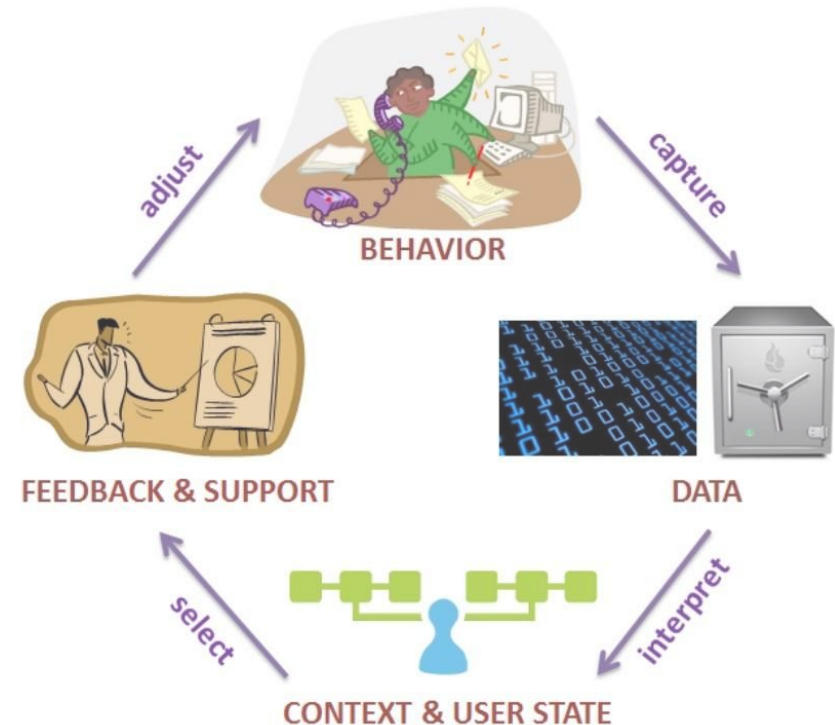 adjust
capture
BEHAVIOR
FEEDBACK & SUPPORT
DATA
select
interpret
CONTEXT & USER STATE